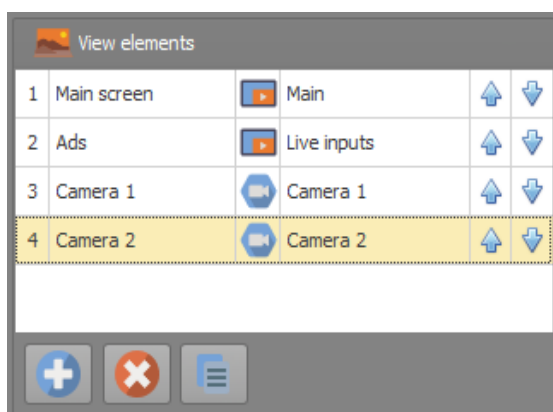 View elements
1 Main screen Main
2 Ads Live inputs
3 Camera 1 Camera 1
4 Camera 2 Camera 2